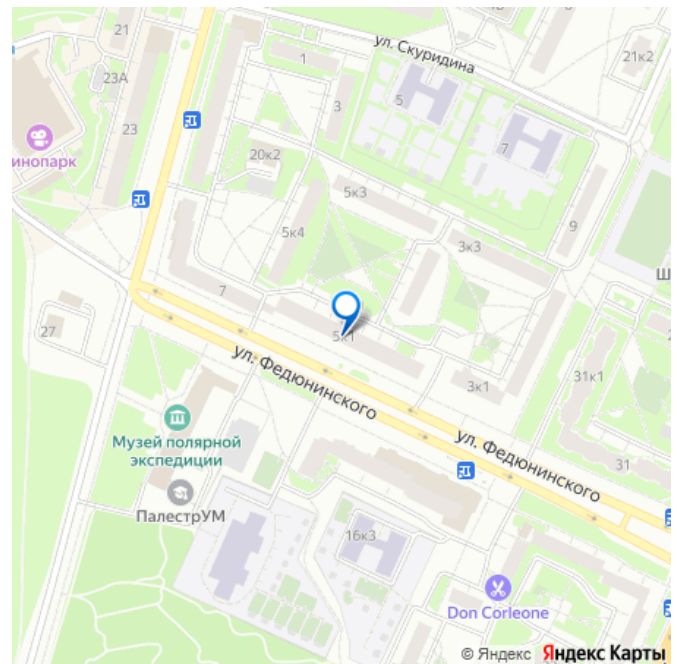 21
23А
23
инопарк
1
ул. Скуридина
3
5
21к2
7
20к2
5к3
5к4
3к3
9
Ш
7
27
5к1
ул. Федюнинского
3к1
31к1
Музей полярной
экспедиции
ул. Федюнинского
31
ПалестрУМ
16к3
Don Corleone
© Яндекс Яндекс Карты